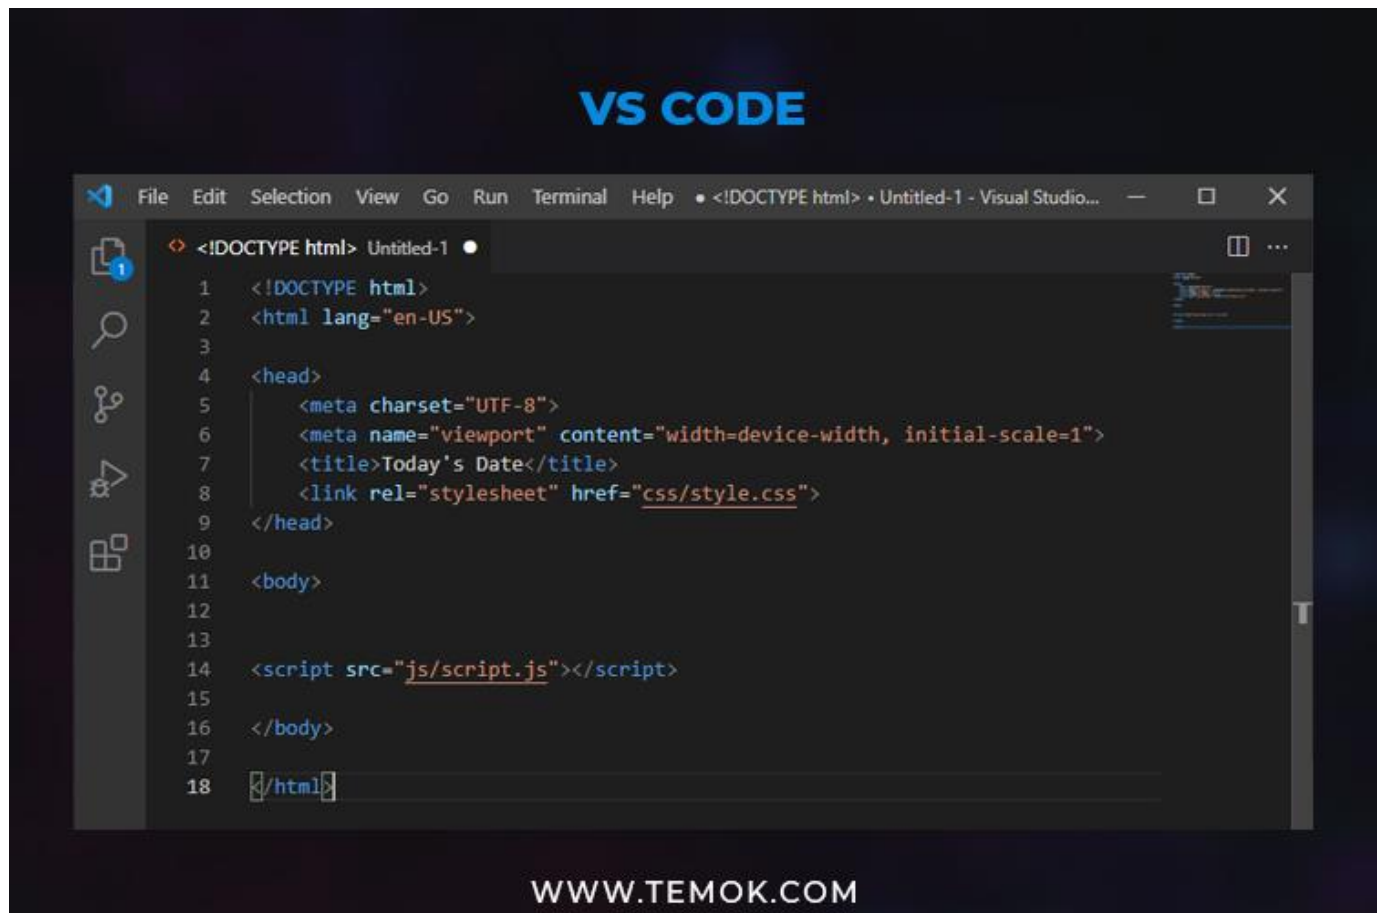 VS CODE
File Edit Selection View Go Run Terminal Help ● <!DOCTYPE html> • Untitled-1 - Visual Studio...
<!DOCTYPE html> Untitled-1 ●
1
1 <!DOCTYPE html>
2 <html lang="en-US">
3
4 <head>
5     <meta charset="UTF-8">
6     <meta name="viewport" content="width=device-width, initial-scale=1">
7     <title>Today's Date</title>
8     <link rel="stylesheet" href="css/style.css">
9 </head>
10
11 <body>
12
13
14 <script src="js/script.js"></script>
15
16 </body>
17
18 </html>
WWW.TEMOK.COM